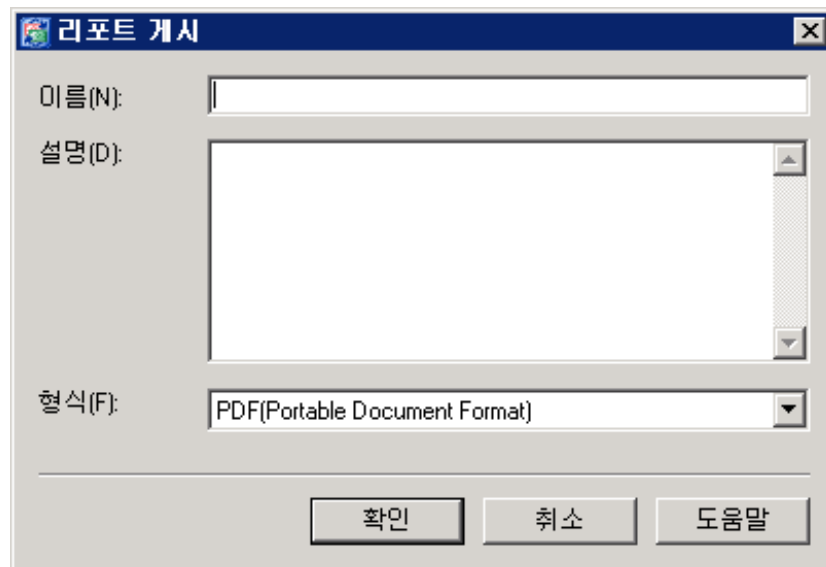 리포트 게시
이름(N):
설명(D):
형식(F): PDF(Portable Document Format)
확인 취소 도움말